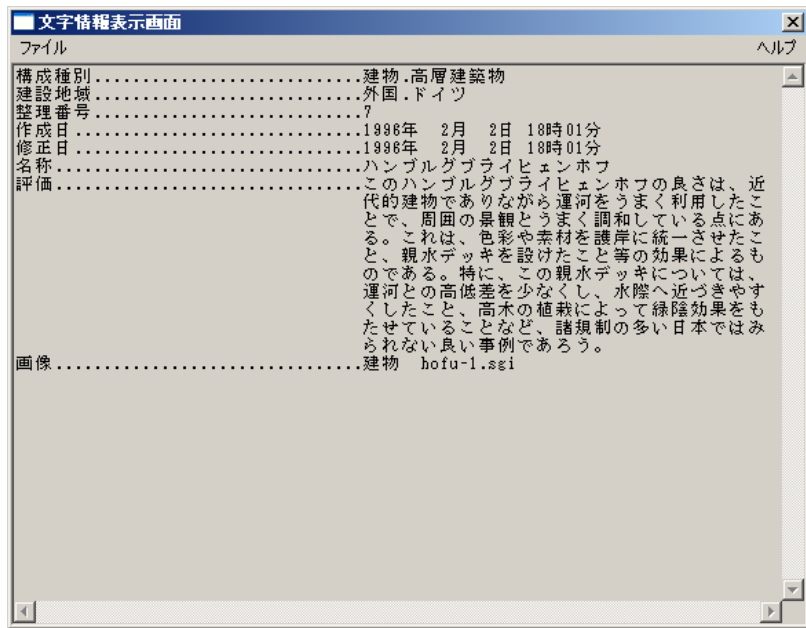 文字情報表示画面
ファイル ヘルプ
構成種別.............................建物.高層建築物
建設地域.............................外国.ドイツ
整理番号.............................7
作成日...............................1996年 2月 2日 18時01分
修正日...............................1996年 2月 2日 18時01分
名称.................................ハンブルグブライヒェンホフ
評価.................................このハンブルグブライヒェンホフの良さは、近
代的建物でありながら運河をうまく利用したこ
とで、周囲の景観とうまく調和している点にあ
る。これは、色彩や素材を護岸に統一させたこ
と、親水デッキを設けたこと等の効果によるも
のである。特に、この親水デッキについては、
運河との高低差を少なくし、水際へ近づきやす
くしたこと、高木の植栽によって緑陰効果をも
たせていることなど、諸規制の多い日本ではみ
られない良い事例であろう。
画像.................................建物 hofu-1.sgi